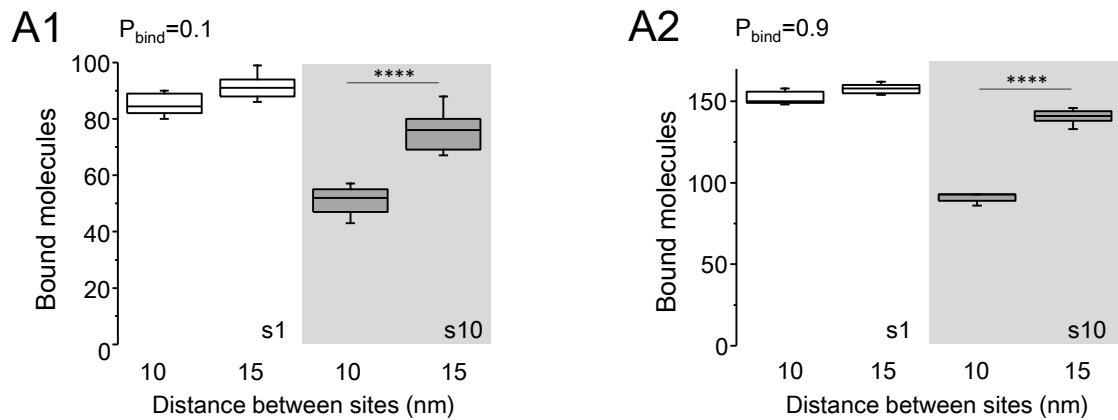 A1
P_bind=0.1
Bound molecules
100
80
60
40
20
0
****
s1
s10
10
15
10
15
Distance between sites (nm)
A2
P_bind=0.9
Bound molecules
150
100
50
0
****
s1
s10
10
15
10
15
Distance between sites (nm)